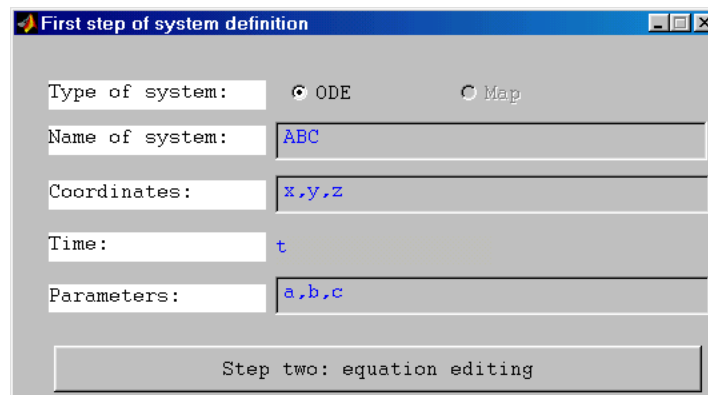 First step of system definition
Type of system: ODE Map
Name of system: ABC
Coordinates: x,y,z
Time: t
Parameters: a,b,c
Step two: equation editing